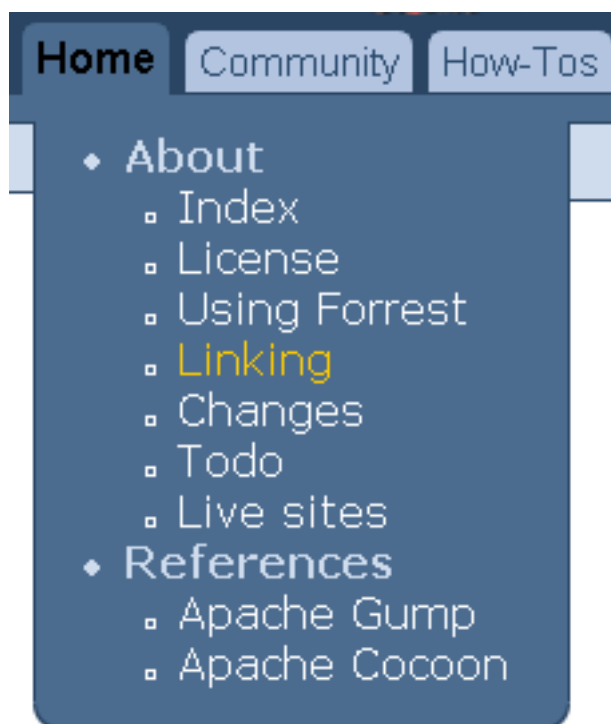 Home Community How-Tos
About
Index
License
Using Forrest
Linking
Changes
Todo
Live sites
References
Apache Gump
Apache Cocoon